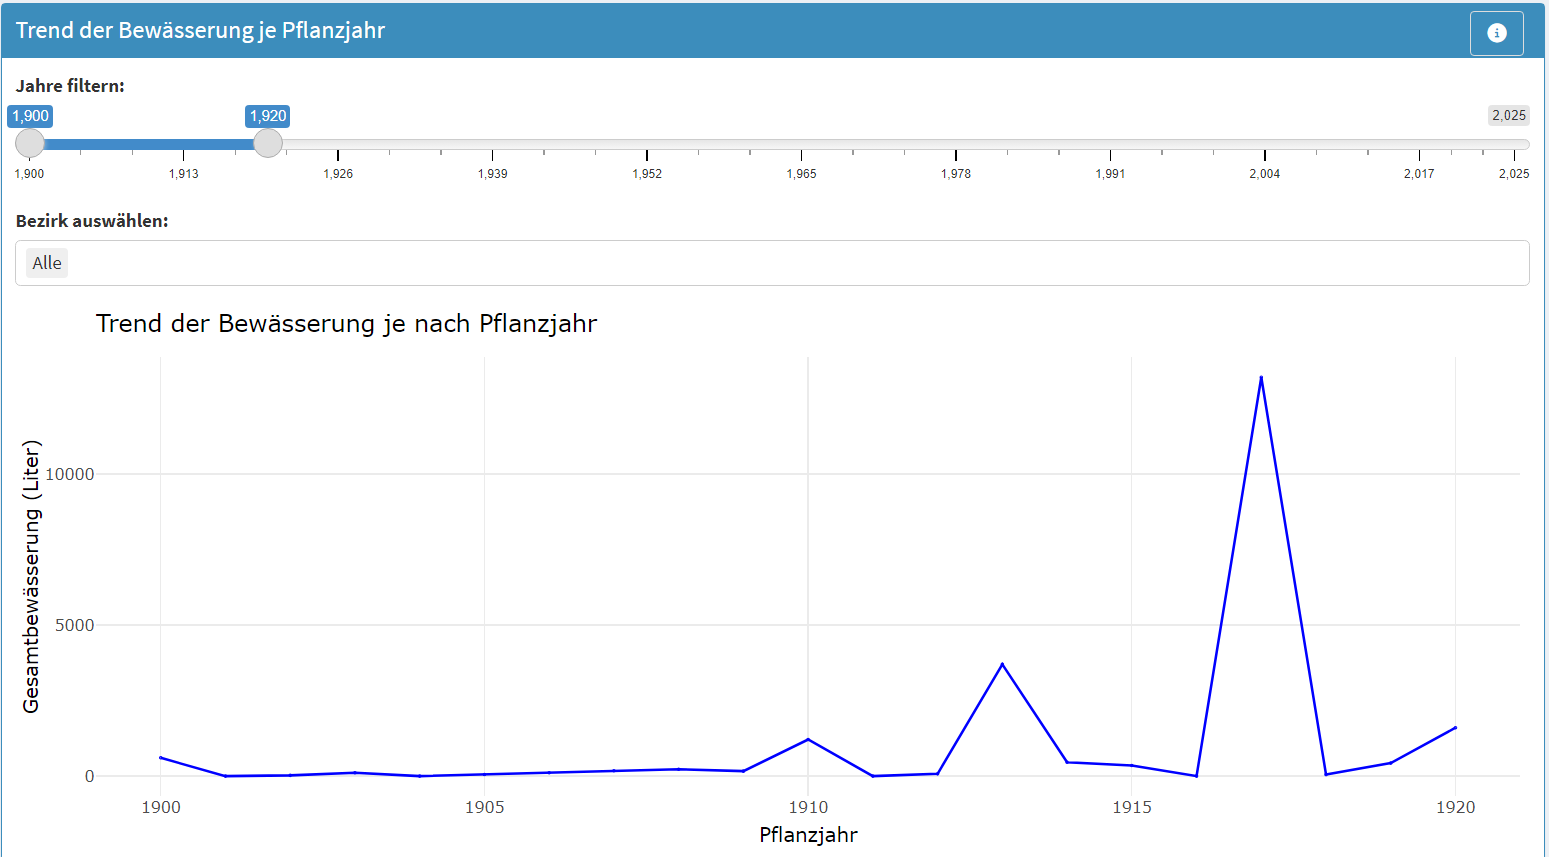 Trend der Bewässerung je Pflanzjahr
Jahre filtern:
1,900 1,920 2,025
1,900 1,913 1,926 1,939 1,952 1,965 1,978 1,991 2,004 2,017 2,025
Bezirk auswählen:
Alle
Trend der Bewässerung je nach Pflanzjahr
Gesamtbewässerung (Liter)
10000
5000
0
1900 1905 1910 1915 1920
Pflanzjahr